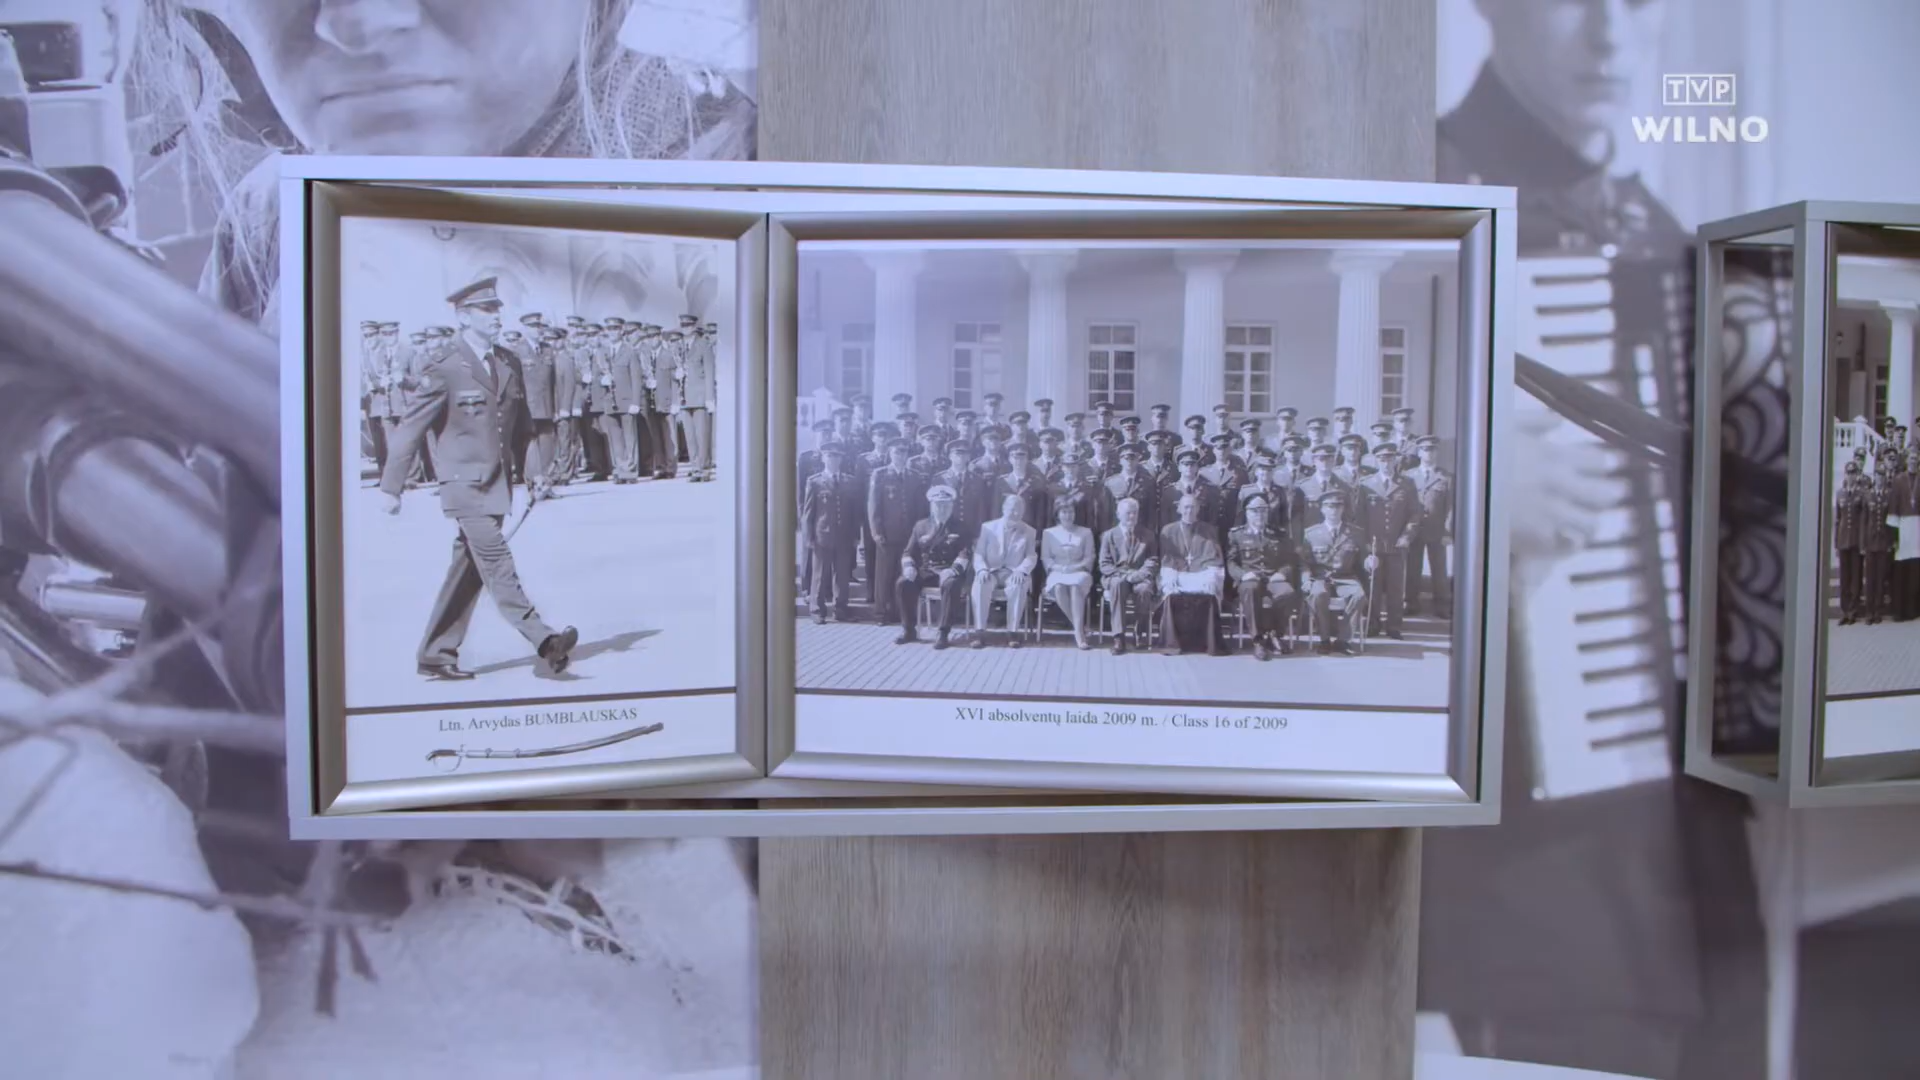 TVP
WILNO
Ltn. Arvydas BUMBLAUSKAS
XVI absolventų laida 2009 m. / Class 16 of 2009